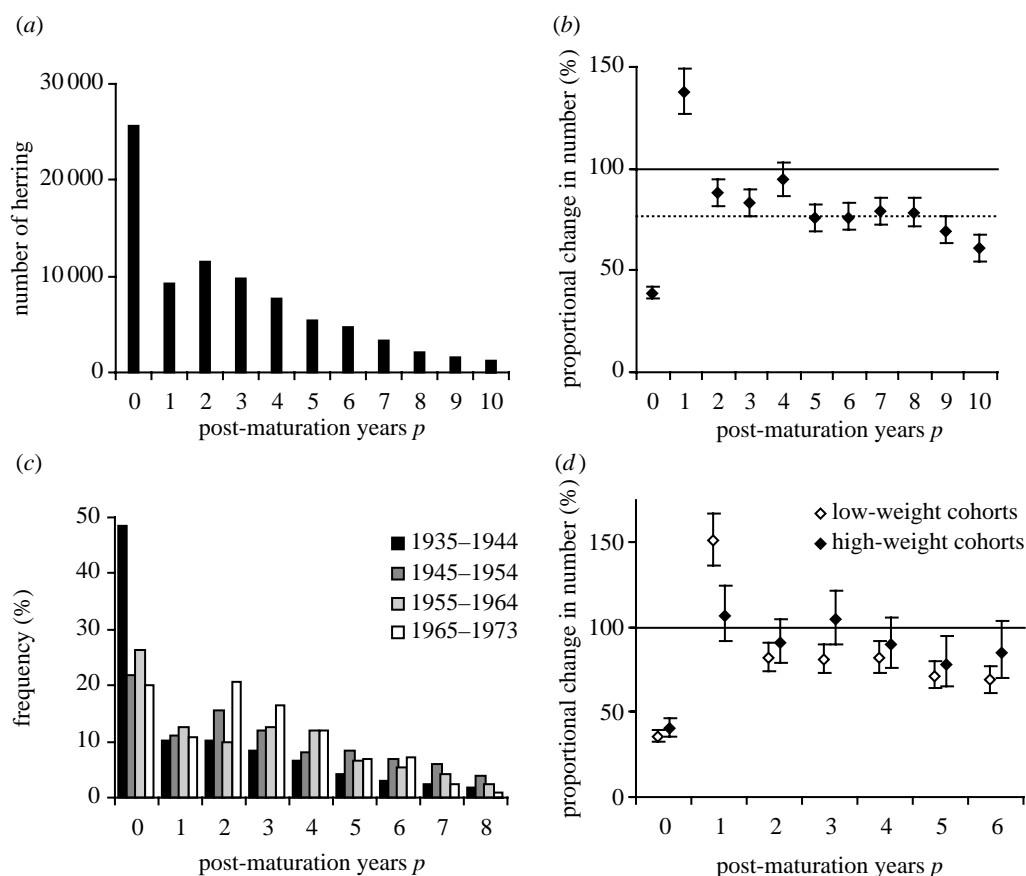 (a)
number of herring
30 000
20 000
10 000
0
0 1 2 3 4 5 6 7 8 9 10
post-maturation years p
(b)
proportional change in number (%)
150
100
50
0
0 1 2 3 4 5 6 7 8 9 10
post-maturation years p
(c)
frequency (%)
50
40
30
20
10
0
1935–1944
1945–1954
1955–1964
1965–1973
0 1 2 3 4 5 6 7 8
post-maturation years p
(d)
proportional change in number (%)
150
100
50
0
low-weight cohorts
high-weight cohorts
0 1 2 3 4 5 6
post-maturation years p